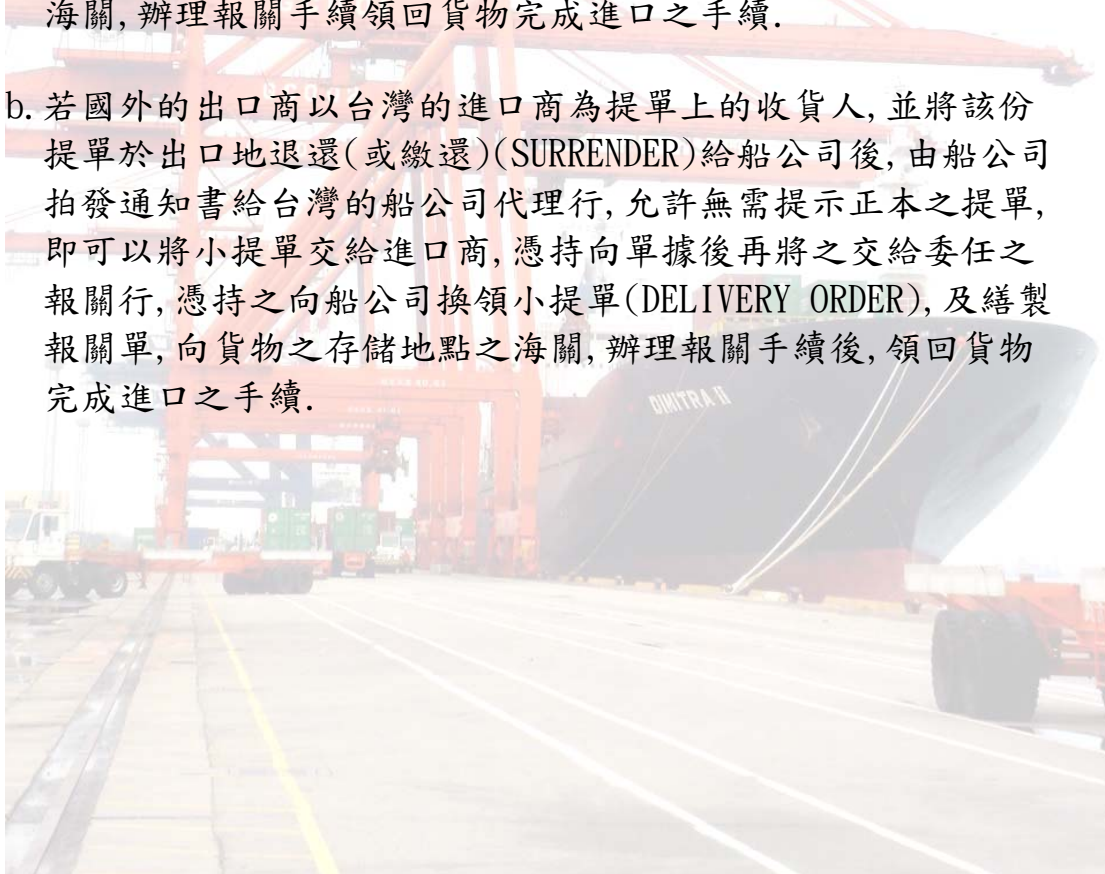 海關,辦理報關手續領回貨物完成進口之手續.
b.若國外的出口商以台灣的進口商為提單上的收貨人,並將該份
提單於出口地退還(或繳還)(SURRENDER)給船公司後,由船公司
拍發通知書給台灣的船公司代理行,允許無需提示正本之提單,
即可以將小提單交給進口商,憑持向單據後再將之交給委任之
報關行,憑持之向船公司換領小提單(DELIVERY ORDER),及繕製
報關單,向貨物之存儲地點之海關,辦理報關手續後,領回貨物
完成進口之手續.
DIMITRA II